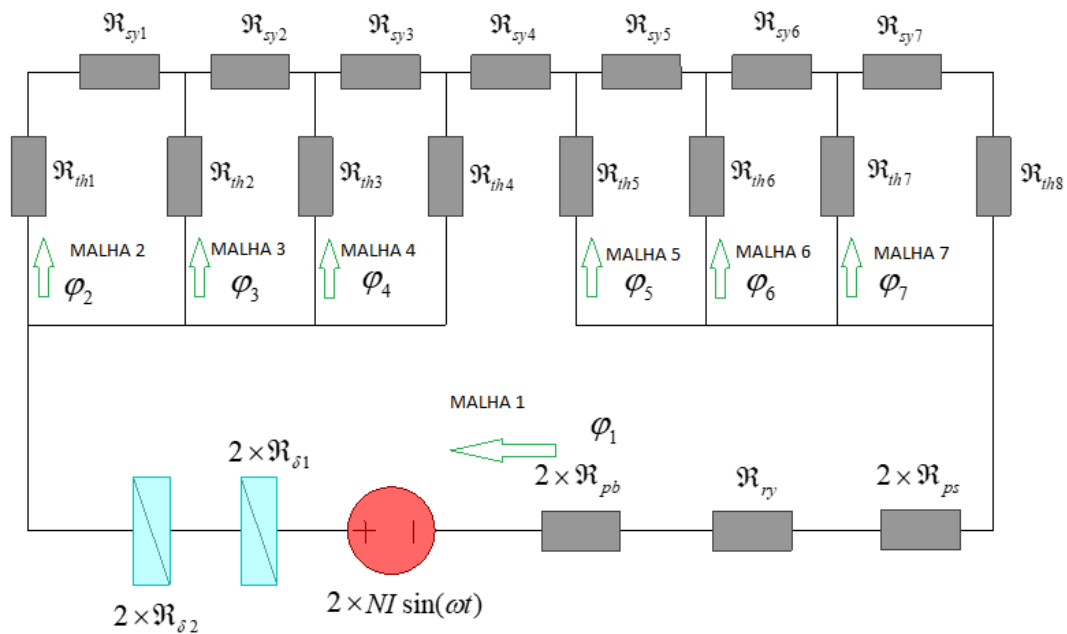 ℜsy1 ℜsy2 ℜsy3 ℜsy4 ℜsy5 ℜsy6 ℜsy7
ℜth1 ℜth2 ℜth3 ℜth4 ℜth5 ℜth6 ℜth7 ℜth8
MALHA 2 MALHA 3 MALHA 4 MALHA 5 MALHA 6 MALHA 7
φ2 φ3 φ4 φ5 φ6 φ7
MALHA 1
φ1
2×ℜδ1 2×ℜpb ℜry 2×ℜps
+ −
2×ℜδ2 2×NI sin(ωt)